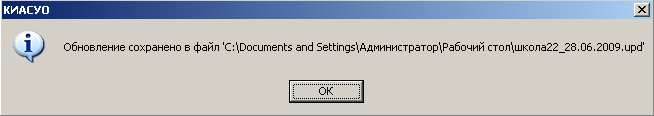 КИАСУО
Обновление сохранено в файл 'C:\Documents and Settings\Администратор\Рабочий стол\школа22_28.06.2009.upd'
OK